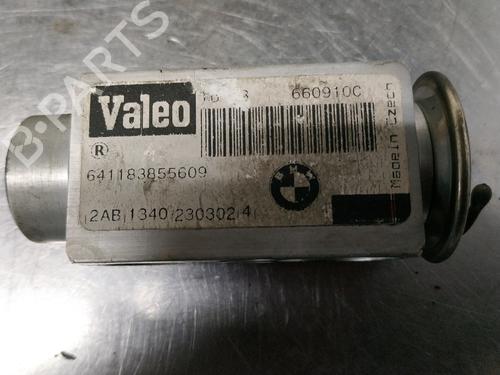 Valeo
660910C
®
641183855609
2AB 1340 230302 4
Made in Czech
B-PARTS